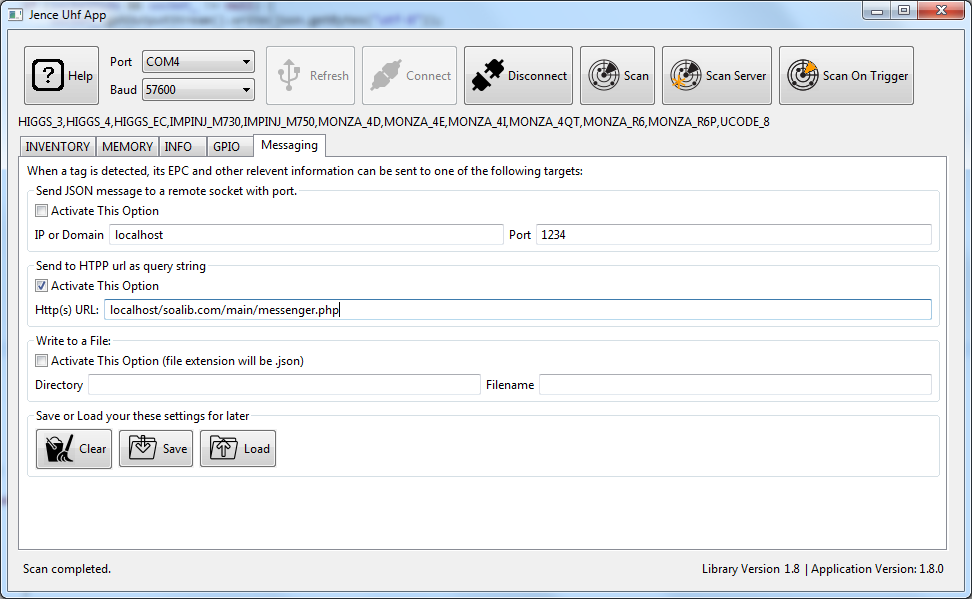 Jence Uhf App
Help
Port COM4
Baud 57600
Refresh
Connect
Disconnect
Scan
Scan Server
Scan On Trigger
HIGGS_3,HIGGS_4,HIGGS_EC,IMPINJ_M730,IMPINJ_M750,MONZA_4D,MONZA_4E,MONZA_4I,MONZA_4QT,MONZA_R6,MONZA_R6P,UCODE_8
INVENTORY MEMORY INFO GPIO Messaging
When a tag is detected, its EPC and other relevent information can be sent to one of the following targets:
Send JSON message to a remote socket with port.
Activate This Option
IP or Domain localhost Port 1234
Send to HTPP url as query string
Activate This Option
Http(s) URL: localhost/soalib.com/main/messenger.php
Write to a File:
Activate This Option (file extension will be .json)
Directory Filename
Save or Load your these settings for later
Clear Save Load
Scan completed. Library Version 1.8 | Application Version: 1.8.0